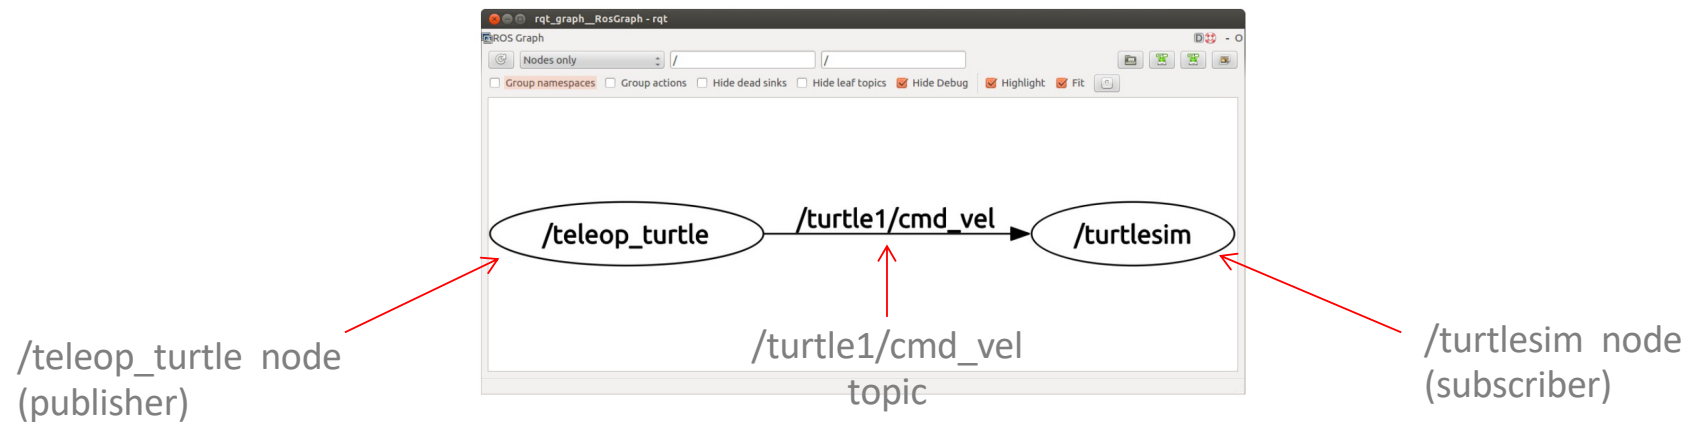 rqt_graph__RosGraph - rqt
ROS Graph
D - O
Nodes only / /
Group namespaces Group actions Hide dead sinks Hide leaf topics Hide Debug Highlight Fit
/teleop_turtle /turtle1/cmd_vel /turtlesim
/teleop_turtle node
(publisher)
/turtle1/cmd_vel
topic
/turtlesim node
(subscriber)